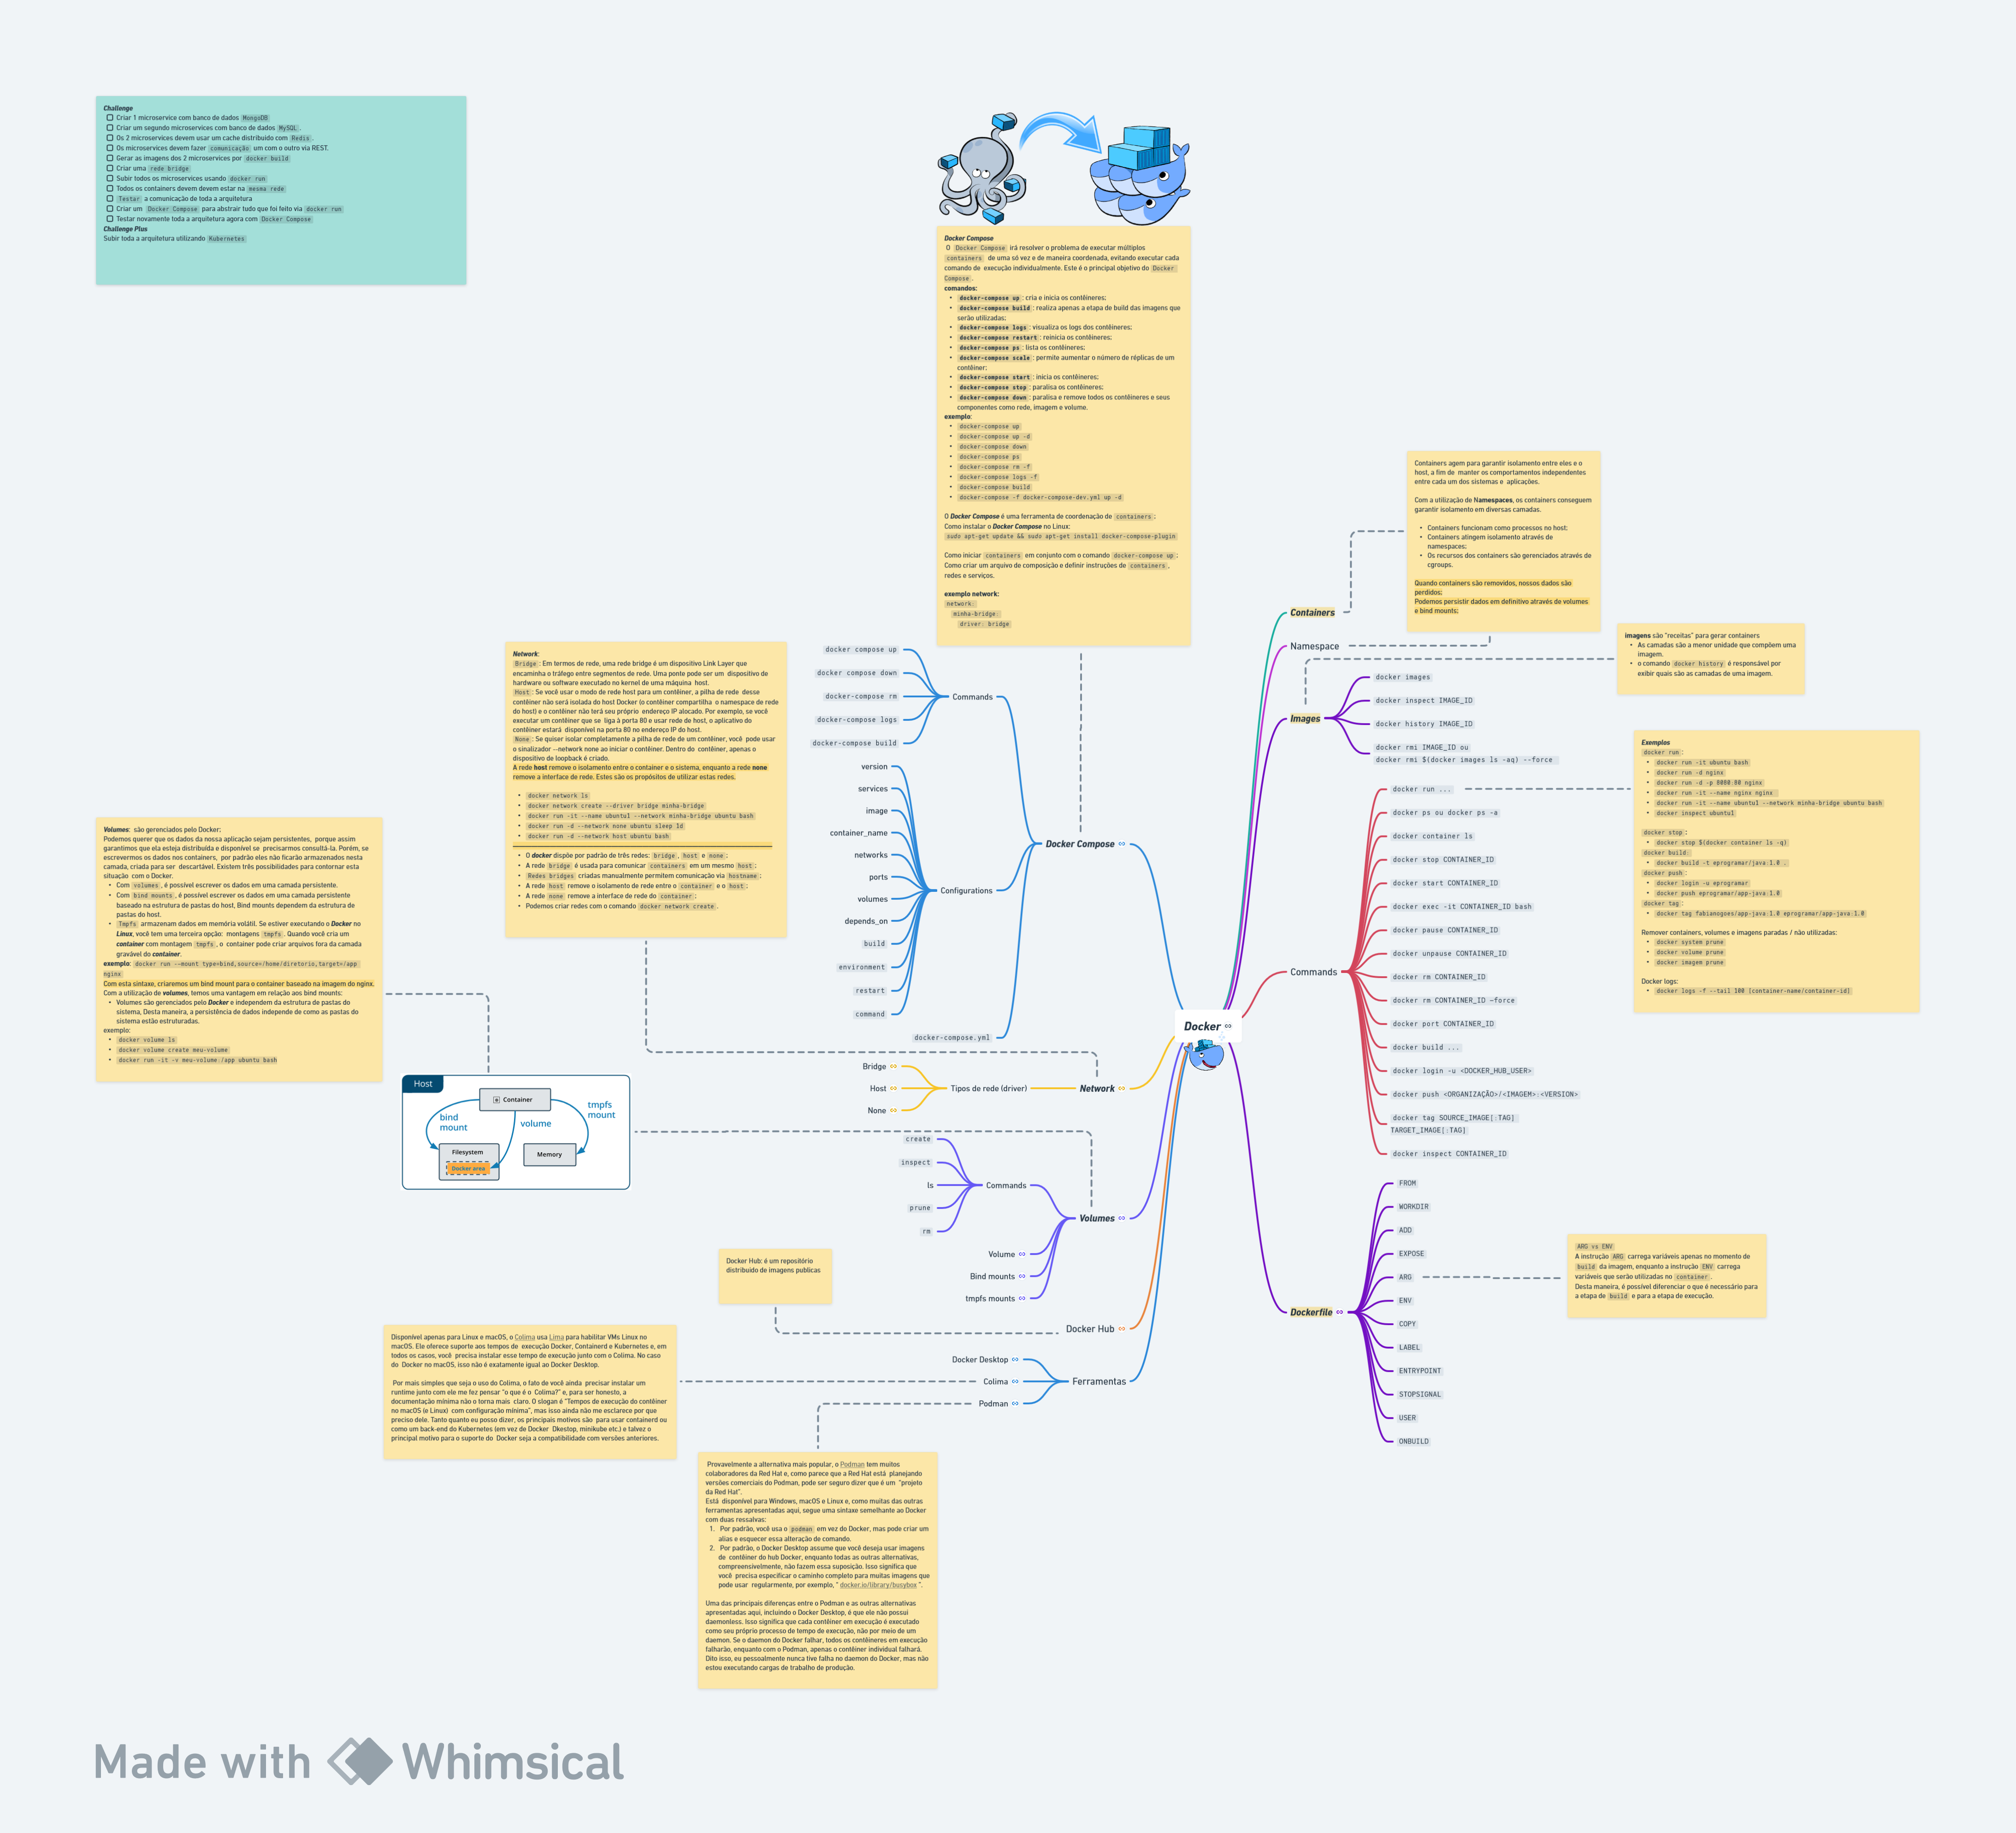 Challenge
Criar 1 microservice com banco de dados MongoDB
Criar um segundo microservices com banco de dados MySQL.
Os 2 microservices devem usar um cache distribuído com Redis.
Os microservices devem fazer comunicação um com o outro via REST.
Gerar as imagens dos 2 microservices por docker build
Criar uma rede bridge
Subir todos os microservices usando docker run
Todos os containers devem devem estar na mesma rede
Testar a comunicação de toda a arquitetura
Criar um Docker Compose para abstrair tudo que foi feito via docker run
Testar novamente toda a arquitetura agora com Docker Compose
Challenge Plus
Subir toda a arquitetura utilizando Kubernetes
Docker Compose
O Docker Compose irá resolver o problema de executar múltiplos
containers de uma só vez e de maneira coordenada, evitando executar cada
comando de execução individualmente. Este é o principal objetivo do Docker
Compose.
comandos:
docker-compose up: cria e inicia os contêineres;
docker-compose build: realiza apenas a etapa de build das imagens que
serão utilizadas;
docker-compose logs: visualiza os logs dos contêineres;
docker-compose restart: reinicia os contêineres;
docker-compose ps: lista os contêineres;
docker-compose scale: permite aumentar o número de réplicas de um
contêiner;
docker-compose start: inicia os contêineres;
docker-compose stop: paralisa os contêineres;
docker-compose down: paralisa e remove todos os contêineres e seus
componentes como rede, imagem e volume.
exemplo:
docker-compose up
docker-compose up -d
docker-compose down
docker-compose ps
docker-compose rm -f
docker-compose logs -f
docker-compose build
docker-compose -f docker-compose-dev.yml up -d
O Docker Compose é uma ferramenta de coordenação de containers;
Como instalar o Docker Compose no Linux:
sudo apt-get update && sudo apt-get install docker-compose-plugin
Como iniciar containers em conjunto com o comando docker-compose up;
Como criar um arquivo de composição e definir instruções de containers,
redes e serviços.
exemplo network:
network:
minha-bridge:
driver: bridge
Containers agem para garantir isolamento entre eles e o
host, a fim de manter os comportamentos independentes
entre cada um dos sistemas e aplicações.
Com a utilização de Namespaces, os containers conseguem
garantir isolamento em diversas camadas.
Containers funcionam como processos no host;
Containers atingem isolamento através de
namespaces;
Os recursos dos containers são gerenciados através de
cgroups.
Quando containers são removidos, nossos dados são
perdidos;
Podemos persistir dados em definitivo através de volumes
e bind mounts;
imagens são "receitas" para gerar containers
As camadas são a menor unidade que compõem uma
imagem.
o comando docker history é responsável por
exibir quais são as camadas de uma imagem.
Network:
Bridge: Em termos de rede, uma rede bridge é um dispositivo Link Layer que
encaminha o tráfego entre segmentos de rede. Uma ponte pode ser um dispositivo de
hardware ou software executado no kernel de uma máquina host.
Host: Se você usar o modo de rede host para um contêiner, a pilha de rede desse
contêiner não será isolada do host Docker (o contêiner compartilha o namespace de rede
do host) e o contêiner não terá seu próprio endereço IP alocado. Por exemplo, se você
executar um contêiner que se liga à porta 80 e usar rede de host, o aplicativo do
contêiner estará disponível na porta 80 no endereço IP do host.
None: Se quiser isolar completamente a pilha de rede de um contêiner, você pode usar
o sinalizador --network none ao iniciar o contêiner. Dentro do contêiner, apenas o
dispositivo de loopback é criado.
A rede host remove o isolamento entre o container e o sistema, enquanto a rede none
remove a interface de rede. Estes são os propósitos de utilizar estas redes.
docker network ls
docker network create --driver bridge minha-bridge
docker run -it --name ubuntu1 --network minha-bridge ubuntu bash
docker run -d --network none ubuntu sleep 1d
docker run -d --network host ubuntu bash
O docker dispõe por padrão de três redes: bridge, host e none;
A rede bridge é usada para comunicar containers em um mesmo host;
Redes bridges criadas manualmente permitem comunicação via hostname;
A rede host remove o isolamento de rede entre o container e o host;
A rede none remove a interface de rede do container;
Podemos criar redes com o comando docker network create.
Volumes: são gerenciados pelo Docker;
Podemos querer que os dados da nossa aplicação sejam persistentes, porque assim
garantimos que ela esteja distribuída e disponível se precisarmos consultá-la. Porém, se
escrevermos os dados nos containers, por padrão eles não ficarão armazenados nesta
camada, criada para ser descartável. Existem três possibilidades para contornar esta
situação com o Docker.
Com volumes, é possível escrever os dados em uma camada persistente.
Com bind mounts, é possível escrever os dados em uma camada persistente
baseado na estrutura de pastas do host, Bind mounts dependem da estrutura de
pastas do host.
Tmpfs armazenam dados em memória volátil. Se estiver executando o Docker no
Linux, você tem uma terceira opção: montagens tmpfs. Quando você cria um
container com montagem tmpfs, o container pode criar arquivos fora da camada
gravável do container.
exemplo: docker run --mount type=bind,source=/home/diretorio,target=/app
nginx
Com esta sintaxe, criaremos um bind mount para o container baseado na imagem do nginx.
Com a utilização de volumes, temos uma vantagem em relação aos bind mounts:
Volumes são gerenciados pelo Docker e independem da estrutura de pastas do
sistema, Desta maneira, a persistência de dados independe de como as pastas do
sistema estão estruturadas.
exemplo:
docker volume ls
docker volume create meu-volume
docker run -it -v meu-volume:/app ubuntu bash
Host
Container
bind
mount
volume
tmpfs
mount
Filesystem
Docker area
Memory
docker compose up
docker compose down
docker-compose rm
docker-compose logs
docker-compose build
Commands
version
services
image
container_name
networks
ports
volumes
depends_on
build
environment
restart
command
Configurations
docker-compose.yml
Docker Compose
Bridge
Host
None
Tipos de rede (driver)
Network
create
inspect
ls
prune
rm
Commands
Volume
Bind mounts
tmpfs mounts
Volumes
Docker Hub: é um repositório
distribuído de imagens publicas
Docker Hub
Docker Desktop
Colima
Podman
Ferramentas
Docker
Containers
Namespace
Images
docker images
docker inspect IMAGE_ID
docker history IMAGE_ID
docker rmi IMAGE_ID ou
docker rmi $(docker images ls -aq) --force
Commands
docker run ...
docker ps ou docker ps -a
docker container ls
docker stop CONTAINER_ID
docker start CONTAINER_ID
docker exec -it CONTAINER_ID bash
docker pause CONTAINER_ID
docker unpause CONTAINER_ID
docker rm CONTAINER_ID
docker rm CONTAINER_ID —force
docker port CONTAINER_ID
docker build ...
docker login -u <DOCKER_HUB_USER>
docker push <ORGANIZAÇÃO>/<IMAGEM>:<VERSION>
docker tag SOURCE_IMAGE[:TAG]
TARGET_IMAGE[:TAG]
docker inspect CONTAINER_ID
Exemplos
docker run:
docker run -it ubuntu bash
docker run -d nginx
docker run -d -p 8080:80 nginx
docker run -it --name nginx nginx
docker run -it --name ubuntu1 --network minha-bridge ubuntu bash
docker inspect ubuntu1
docker stop:
docker stop $(docker container ls -q)
docker build:
docker build -t eprogramar/java:1.0 .
docker push:
docker login -u eprogramar
docker push eprogramar/app-java:1.0
docker tag:
docker tag fabianogoes/app-java:1.0 eprogramar/app-java:1.0
Remover containers, volumes e imagens paradas / não utilizadas:
docker system prune
docker volume prune
docker imagem prune
Docker logs:
docker logs -f --tail 100 [container-name/container-id]
Dockerfile
FROM
WORKDIR
ADD
EXPOSE
ARG
ENV
COPY
LABEL
ENTRYPOINT
STOPSIGNAL
USER
ONBUILD
ARG vs ENV
A instrução ARG carrega variáveis apenas no momento de
build da imagem, enquanto a instrução ENV carrega
variáveis que serão utilizadas no container.
Desta maneira, é possível diferenciar o que é necessário para
a etapa de build e para a etapa de execução.
Disponível apenas para Linux e macOS, o Colima usa Lima para habilitar VMs Linux no
macOS. Ele oferece suporte aos tempos de execução Docker, Containerd e Kubernetes e, em
todos os casos, você precisa instalar esse tempo de execução junto com o Colima. No caso
do Docker no macOS, isso não é exatamente igual ao Docker Desktop.
Por mais simples que seja o uso do Colima, o fato de você ainda precisar instalar um
runtime junto com ele me fez pensar "o que é o Colima?" e, para ser honesto, a
documentação mínima não o torna mais claro. O slogan é "Tempos de execução do contêiner
no macOS (e Linux) com configuração mínima", mas isso ainda não me esclarece por que
preciso dele. Tanto quanto eu posso dizer, os principais motivos são para usar containerd ou
como um back-end do Kubernetes (em vez de Docker Dkestop, minikube etc.) e talvez o
principal motivo para o suporte do Docker seja a compatibilidade com versões anteriores.
Provavelmente a alternativa mais popular, o Podman tem muitos
colaboradores da Red Hat e, como parece que a Red Hat está planejando
versões comerciais do Podman, pode ser seguro dizer que é um "projeto
da Red Hat".
Está disponível para Windows, macOS e Linux e, como muitas das outras
ferramentas apresentadas aqui, segue uma sintaxe semelhante ao Docker
com duas ressalvas:
1. Por padrão, você usa o podman em vez do Docker, mas pode criar um
alias e esquecer essa alteração de comando.
2. Por padrão, o Docker Desktop assume que você deseja usar imagens
de contêiner do hub Docker, enquanto todas as outras alternativas,
compreensivelmente, não fazem essa suposição. Isso significa que
você precisa especificar o caminho completo para muitas imagens que
pode usar regularmente, por exemplo, " docker.io/library/busybox ".
Uma das principais diferenças entre o Podman e as outras alternativas
apresentadas aqui, incluindo o Docker Desktop, é que ele não possui
daemonless. Isso significa que cada contêiner em execução é executado
como seu próprio processo de tempo de execução, não por meio de um
daemon. Se o daemon do Docker falhar, todos os contêineres em execução
falharão, enquanto com o Podman, apenas o contêiner individual falhará.
Dito isso, eu pessoalmente nunca tive falha no daemon do Docker, mas não
estou executando cargas de trabalho de produção.
Made with Whimsical